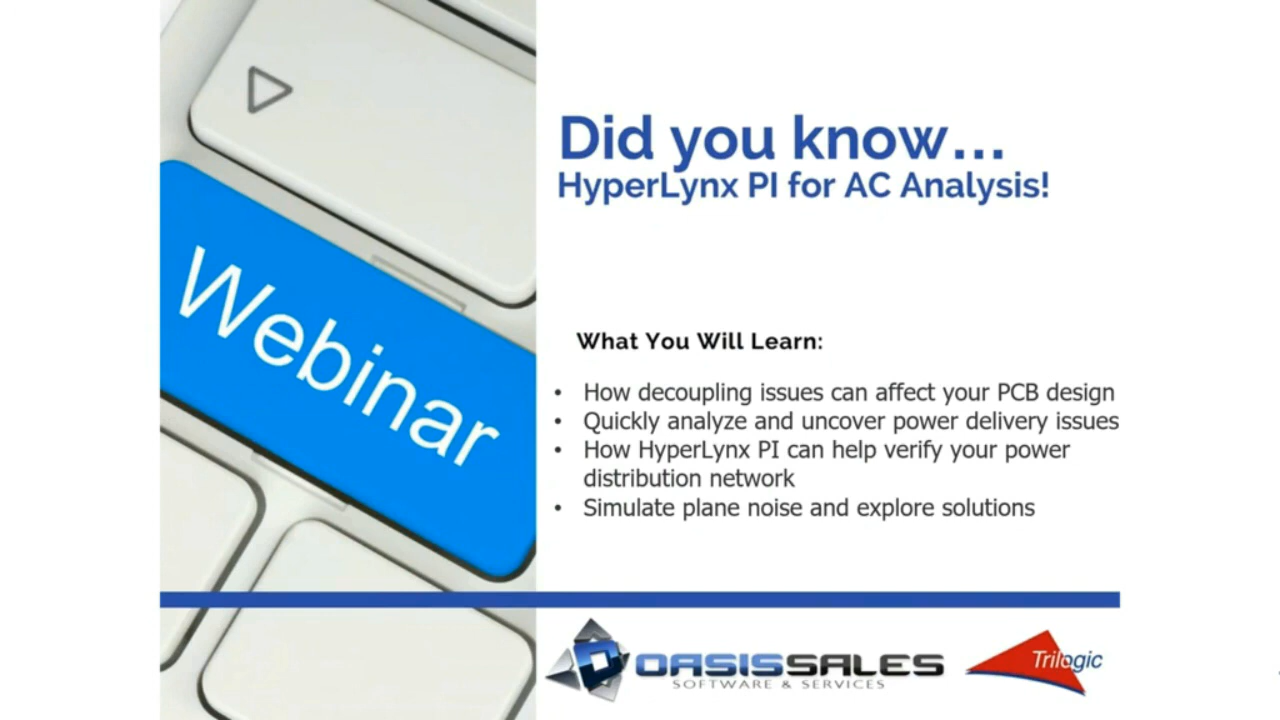 Webinar
Did you know...
HyperLynx PI for AC Analysis!
What You Will Learn:
• How decoupling issues can affect your PCB design
• Quickly analyze and uncover power delivery issues
• How HyperLynx PI can help verify your power
distribution network
• Simulate plane noise and explore solutions
OASISSALES
SOFTWARE & SERVICES
Trilogic